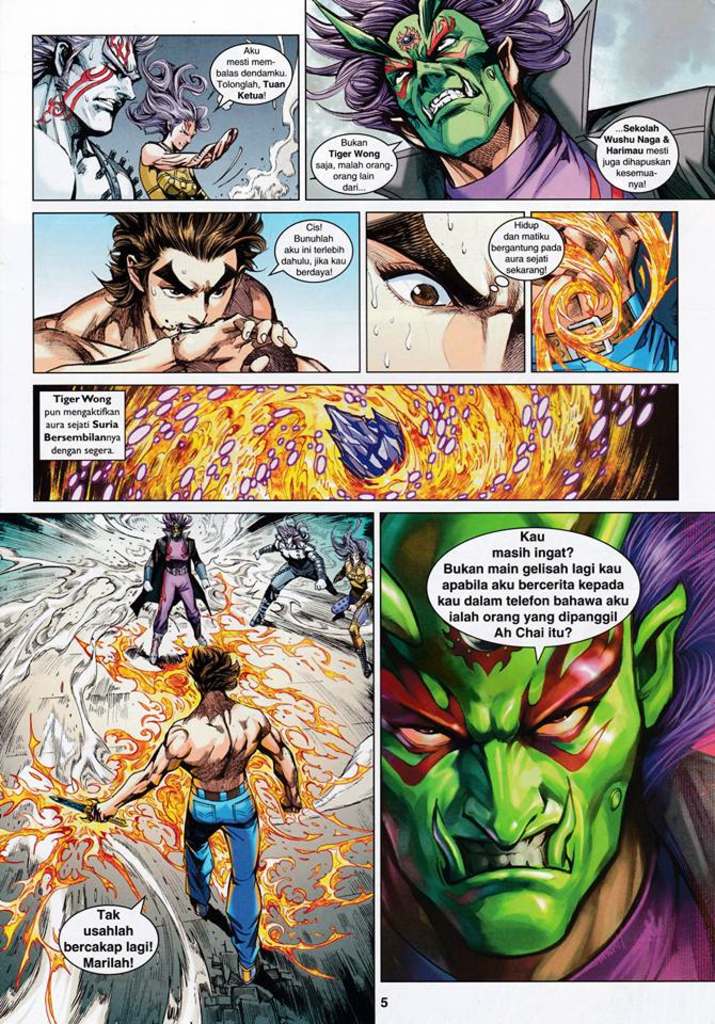 Aku
mesti mem-
balas dendamku.
Tolonglah, Tuan
Ketua!
Bukan
Tiger Wong
saja, malah orang-
orang lain
dari...
...Sekolah
Wushu Naga &
Harimau mesti
juga dihapuskan
kesemua-
nya!
Cis!
Bunuhlah
aku ini terlebih
dahulu, jika kau
berdaya!
Hidup
dan matiku
bergantung pada
aura sejati
sekarang!
Tiger Wong
pun mengaktifkan
aura sejati Suria
Bersembilannya
dengan segera.
Tak
usahlah
bercakap lagi!
Marilah!
Kau
masih ingat?
Bukan main gelisah lagi kau
apabila aku bercerita kepada
kau dalam telefon bahawa aku
ialah orang yang dipanggil
Ah Chai itu?
5